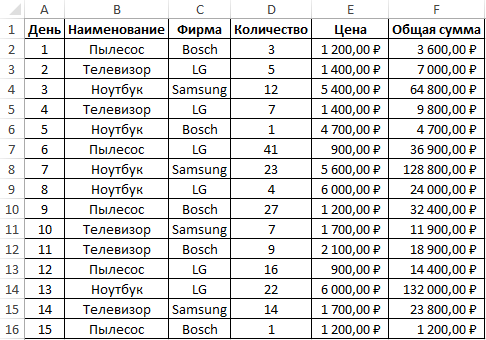 A B C D E F
1 День Наименование Фирма Количество Цена Общая сумма
2 1 Пылесос Bosch 3 1 200,00 ₽ 3 600,00 ₽
3 2 Телевизор LG 5 1 400,00 ₽ 7 000,00 ₽
4 3 Ноутбук Samsung 12 5 400,00 ₽ 64 800,00 ₽
5 4 Телевизор LG 7 1 400,00 ₽ 9 800,00 ₽
6 5 Ноутбук Bosch 1 4 700,00 ₽ 4 700,00 ₽
7 6 Пылесос LG 41 900,00 ₽ 36 900,00 ₽
8 7 Ноутбук Samsung 23 5 600,00 ₽ 128 800,00 ₽
9 8 Ноутбук LG 4 6 000,00 ₽ 24 000,00 ₽
10 9 Пылесос Bosch 27 1 200,00 ₽ 32 400,00 ₽
11 10 Телевизор Samsung 7 1 700,00 ₽ 11 900,00 ₽
12 11 Телевизор Bosch 9 2 100,00 ₽ 18 900,00 ₽
13 12 Пылесос LG 16 900,00 ₽ 14 400,00 ₽
14 13 Ноутбук LG 22 6 000,00 ₽ 132 000,00 ₽
15 14 Телевизор Samsung 14 1 700,00 ₽ 23 800,00 ₽
16 15 Пылесос Bosch 1 1 200,00 ₽ 1 200,00 ₽